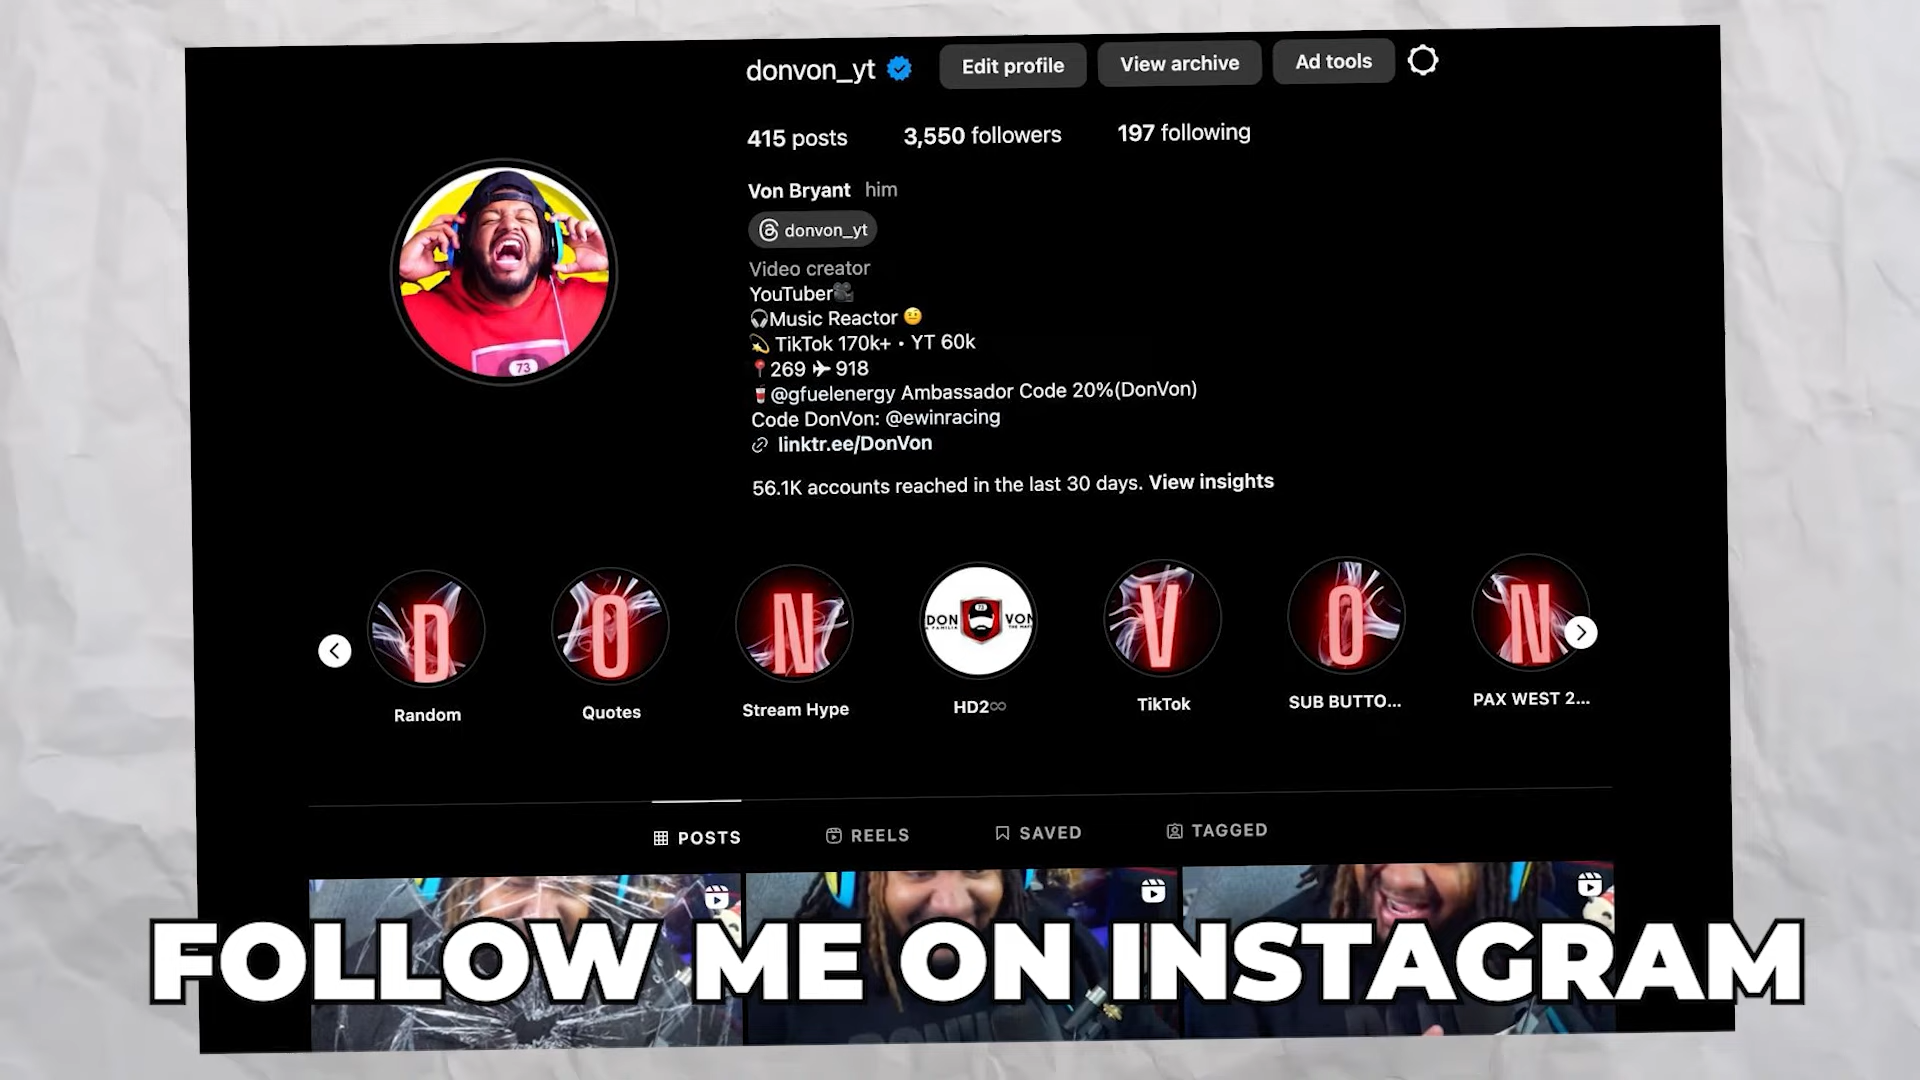 donvon_yt Edit profile View archive Ad tools
415 posts 3,550 followers 197 following
Von Bryant him
donvon_yt
Video creator
YouTuber🎥
🎧Music Reactor 🤨
💫 TikTok 170k+ • YT 60k
📍269 ✈ 918
🥤@gfuelenergy Ambassador Code 20%(DonVon)
Code DonVon: @ewinracing
linktr.ee/DonVon
56.1K accounts reached in the last 30 days. View insights
73
D O N DON VON V O N
Random Quotes Stream Hype HD2∞ TikTok SUB BUTTO... PAX WEST 2...
POSTS REELS SAVED TAGGED
FOLLOW ME ON INSTAGRAM